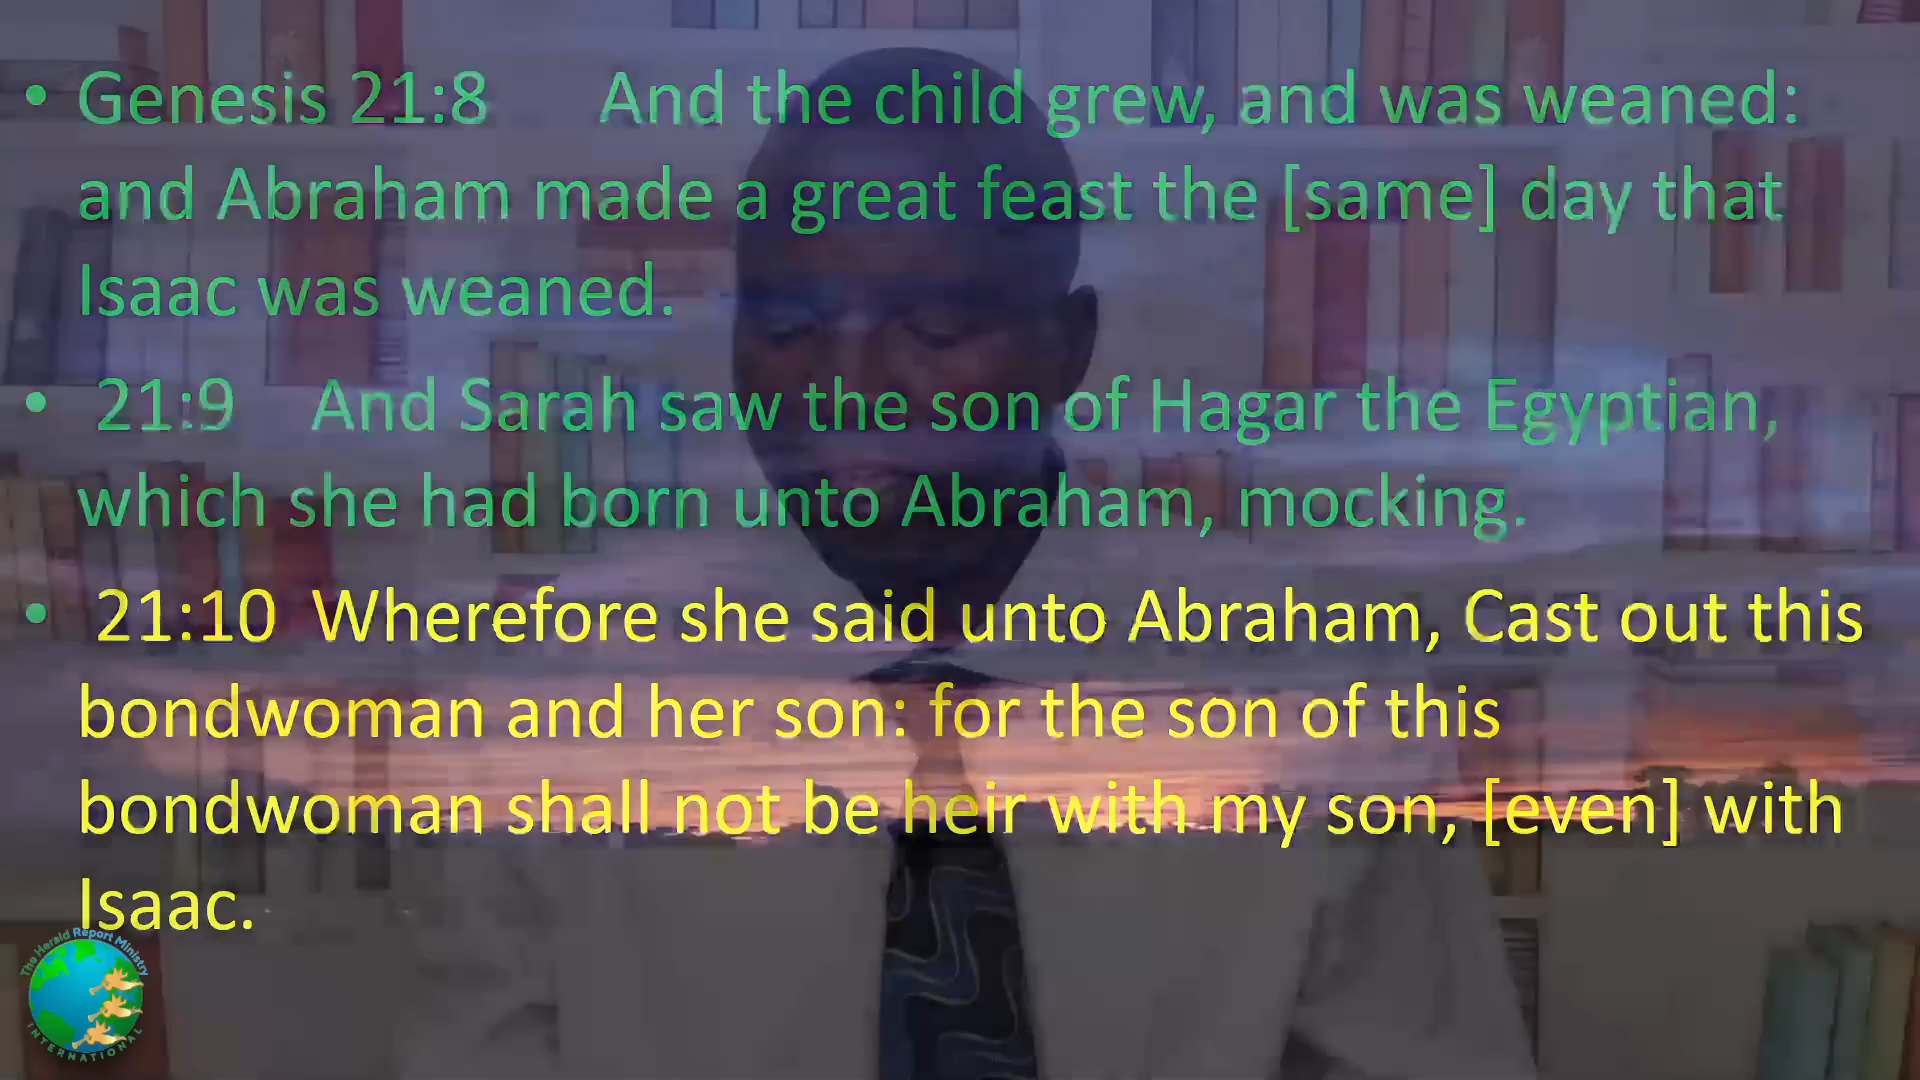 • Genesis 21:8 And the child grew, and was weaned:
and Abraham made a great feast the [same] day that
Isaac was weaned.
• 21:9 And Sarah saw the son of Hagar the Egyptian,
which she had born unto Abraham, mocking.
• 21:10 Wherefore she said unto Abraham, Cast out this
bondwoman and her son: for the son of this
bondwoman shall not be heir with my son, [even] with
Isaac.
The Herald Report Ministry
INTERNATIONAL